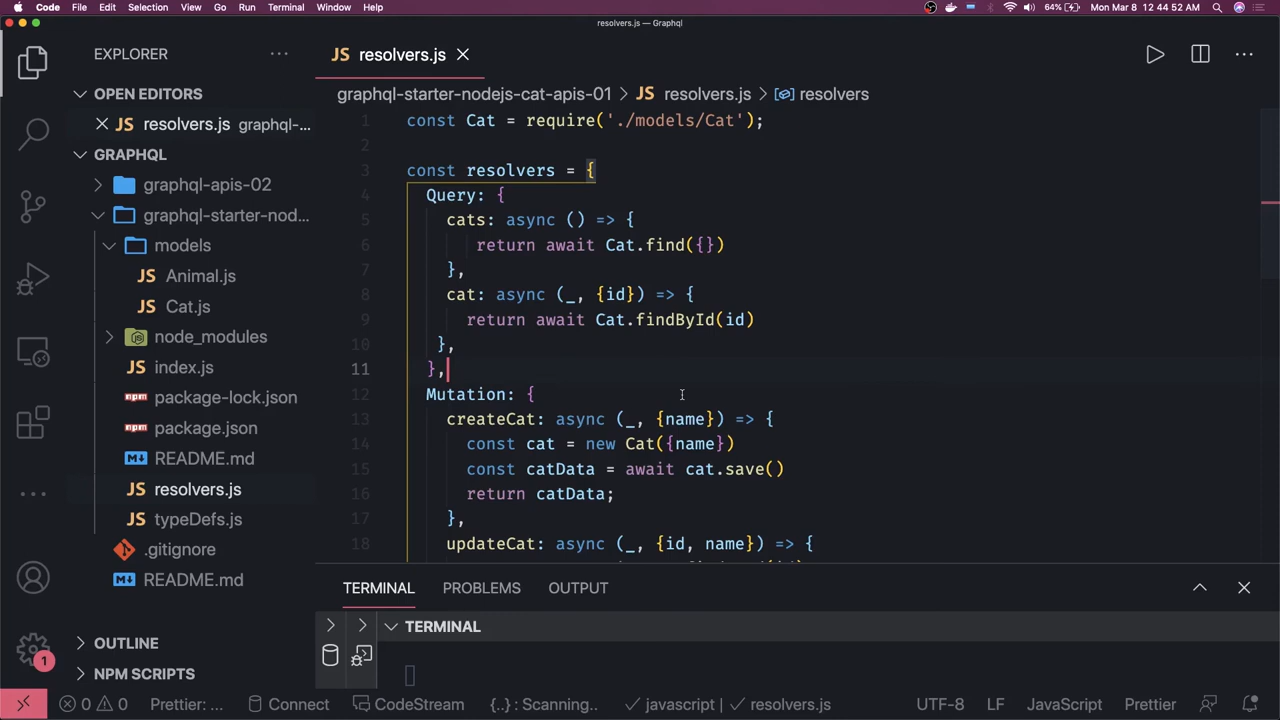 Code File Edit Selection View Go Run Terminal Window Help 64% Mon Mar 8 12:44:52 AM
resolvers.js — Graphql
EXPLORER
OPEN EDITORS
resolvers.js graphql-...
GRAPHQL
graphql-apis-02
graphql-starter-nod...
models
JS Animal.js
JS Cat.js
node_modules
JS index.js
npm package-lock.json
npm package.json
README.md
JS resolvers.js
JS typeDefs.js
.gitignore
README.md
OUTLINE
NPM SCRIPTS
1
JS resolvers.js
graphql-starter-nodejs-cat-apis-01 > JS resolvers.js > resolvers
1 const Cat = require('./models/Cat');
2
3 const resolvers = {
4 Query: {
5 cats: async () => {
6 return await Cat.find({})
7 },
8 cat: async (_, {id}) => {
9 return await Cat.findById(id)
10 },
11 },
12 Mutation: {
13 createCat: async (_, {name}) => {
14 const cat = new Cat({name})
15 const catData = await cat.save()
16 return catData;
17 },
18 updateCat: async (_, {id, name}) => {
TERMINAL PROBLEMS OUTPUT
TERMINAL
0 0 Prettier: ... Connect CodeStream {..} : Scanning... javascript | resolvers.js UTF-8 LF JavaScript Prettier